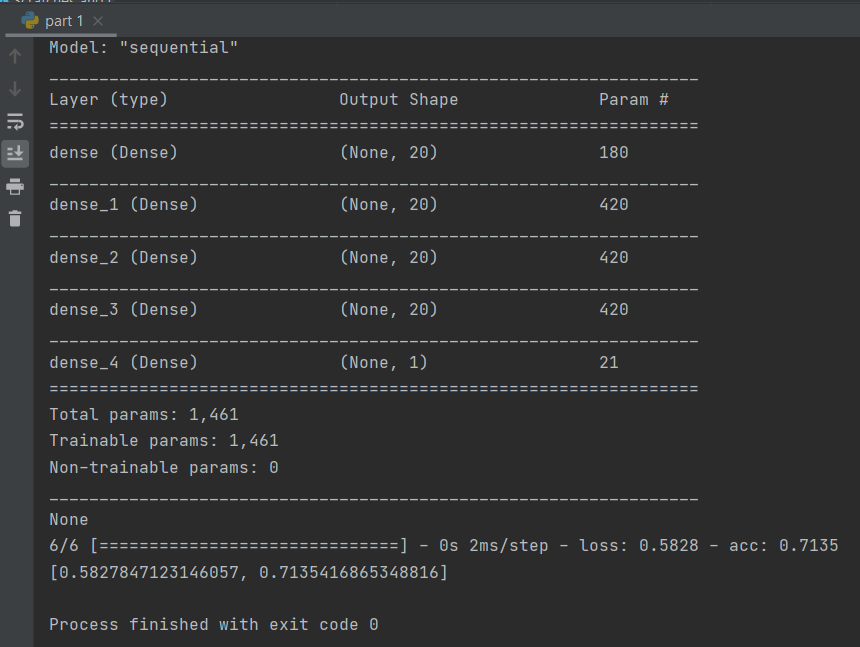 part 1
Model: "sequential"
_________________________________________________________________
Layer (type)                 Output Shape              Param #
=================================================================
dense (Dense)                (None, 20)                180
_________________________________________________________________
dense_1 (Dense)              (None, 20)                420
_________________________________________________________________
dense_2 (Dense)              (None, 20)                420
_________________________________________________________________
dense_3 (Dense)              (None, 20)                420
_________________________________________________________________
dense_4 (Dense)              (None, 1)                 21
=================================================================
Total params: 1,461
Trainable params: 1,461
Non-trainable params: 0
_________________________________________________________________
None
6/6 [==============================] - 0s 2ms/step - loss: 0.5828 - acc: 0.7135
[0.5827847123146057, 0.7135416865348816]
Process finished with exit code 0